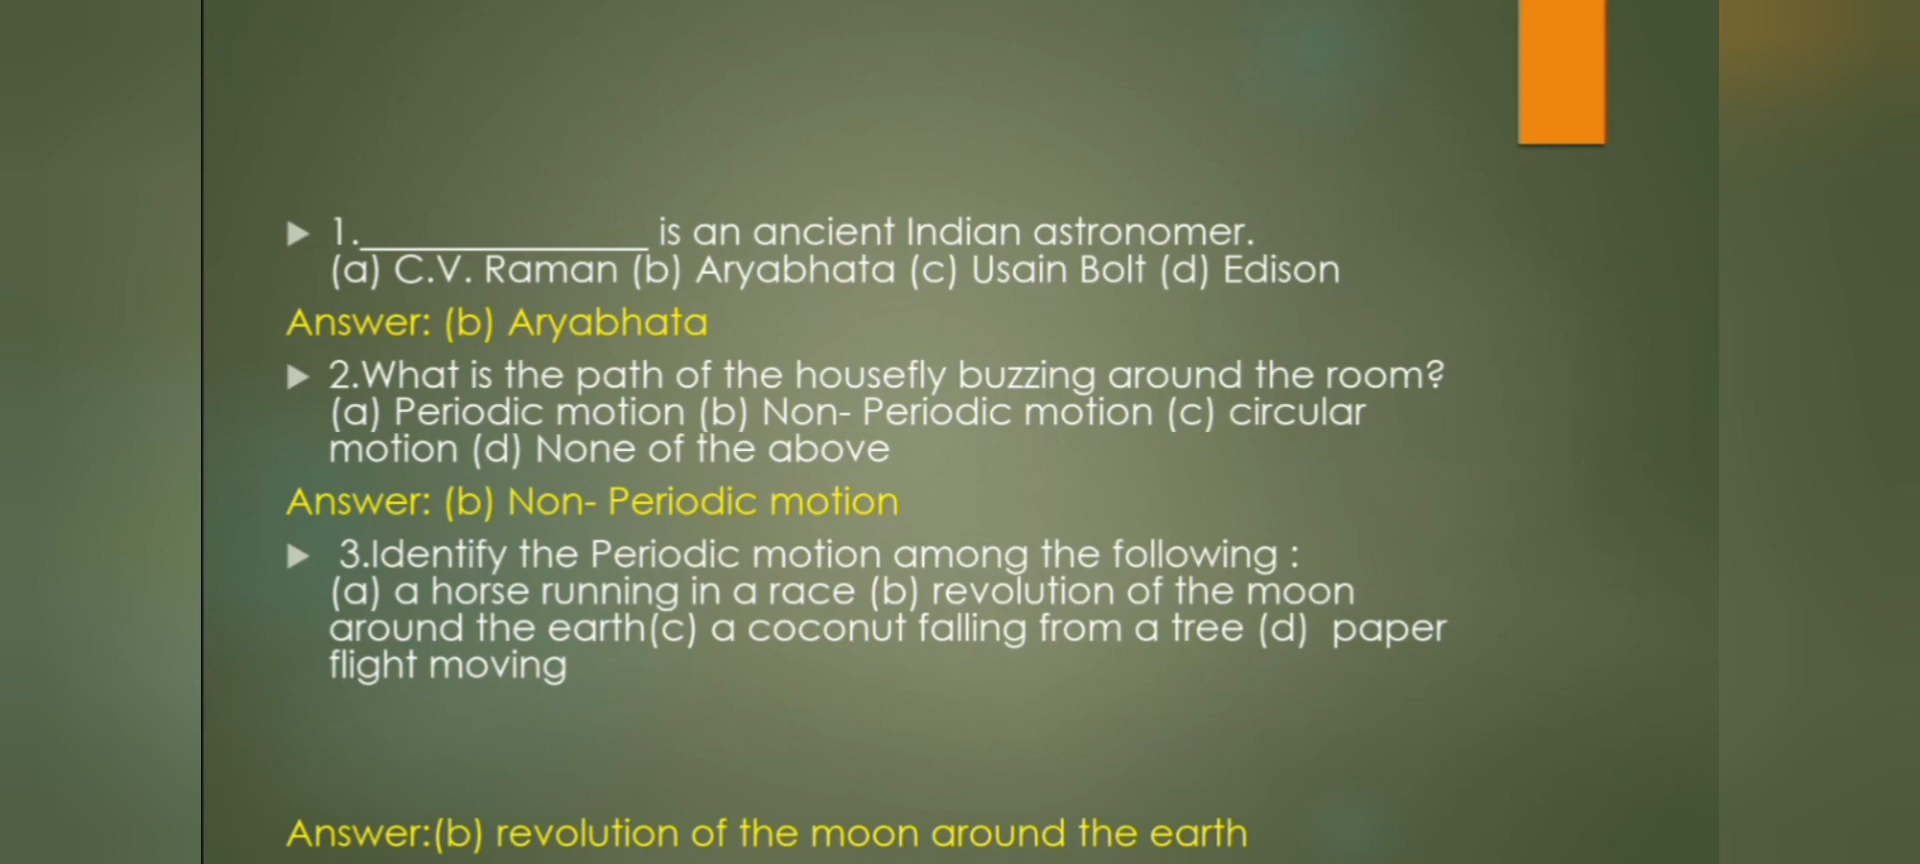 1.______________ is an ancient Indian astronomer.
(a) C.V. Raman (b) Aryabhata (c) Usain Bolt (d) Edison
Answer: (b) Aryabhata
2.What is the path of the housefly buzzing around the room?
(a) Periodic motion (b) Non- Periodic motion (c) circular
motion (d) None of the above
Answer: (b) Non- Periodic motion
3.Identify the Periodic motion among the following :
(a) a horse running in a race (b) revolution of the moon
around the earth(c) a coconut falling from a tree (d) paper
flight moving
Answer:(b) revolution of the moon around the earth